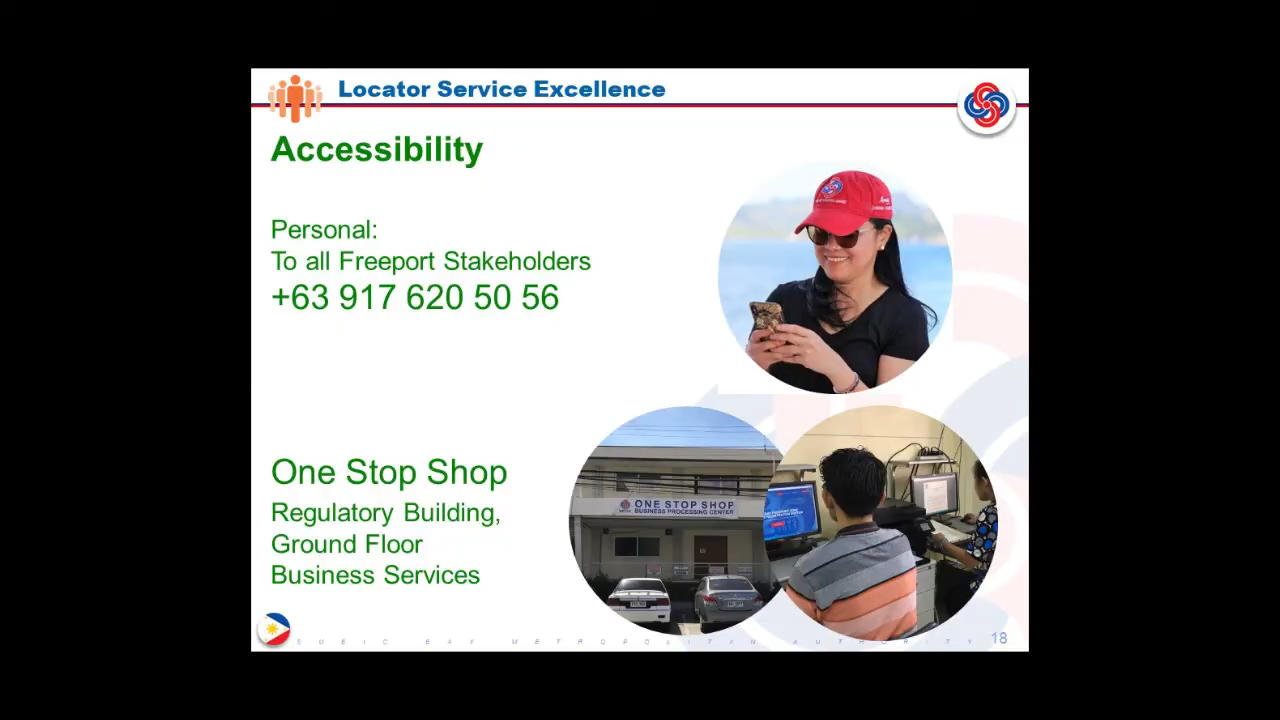 Locator Service Excellence
Accessibility
Personal:
To all Freeport Stakeholders
+63 917 620 50 56
One Stop Shop
Regulatory Building,
Ground Floor
Business Services
ONE STOP SHOP
BUSINESS PROCESSING CENTER
BAY METROPOLITAN AUTHORITY
18